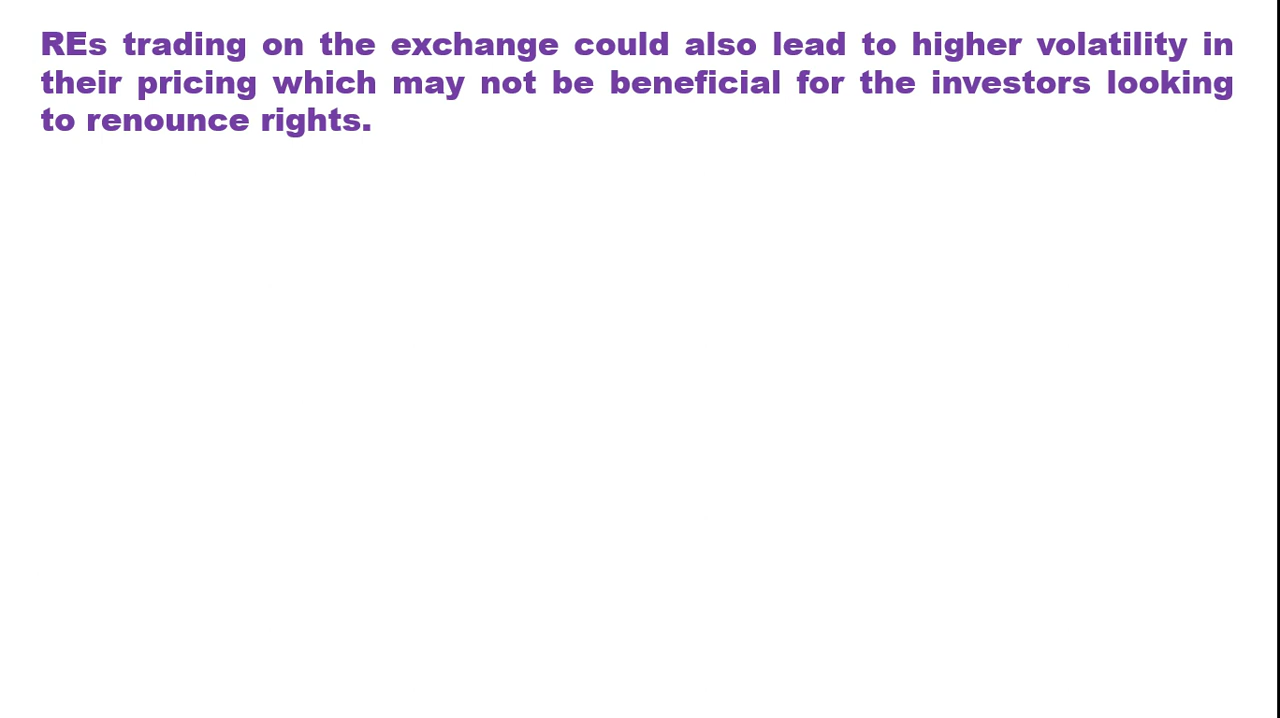 REs trading on the exchange could also lead to higher volatility in
their pricing which may not be beneficial for the investors looking
to renounce rights.